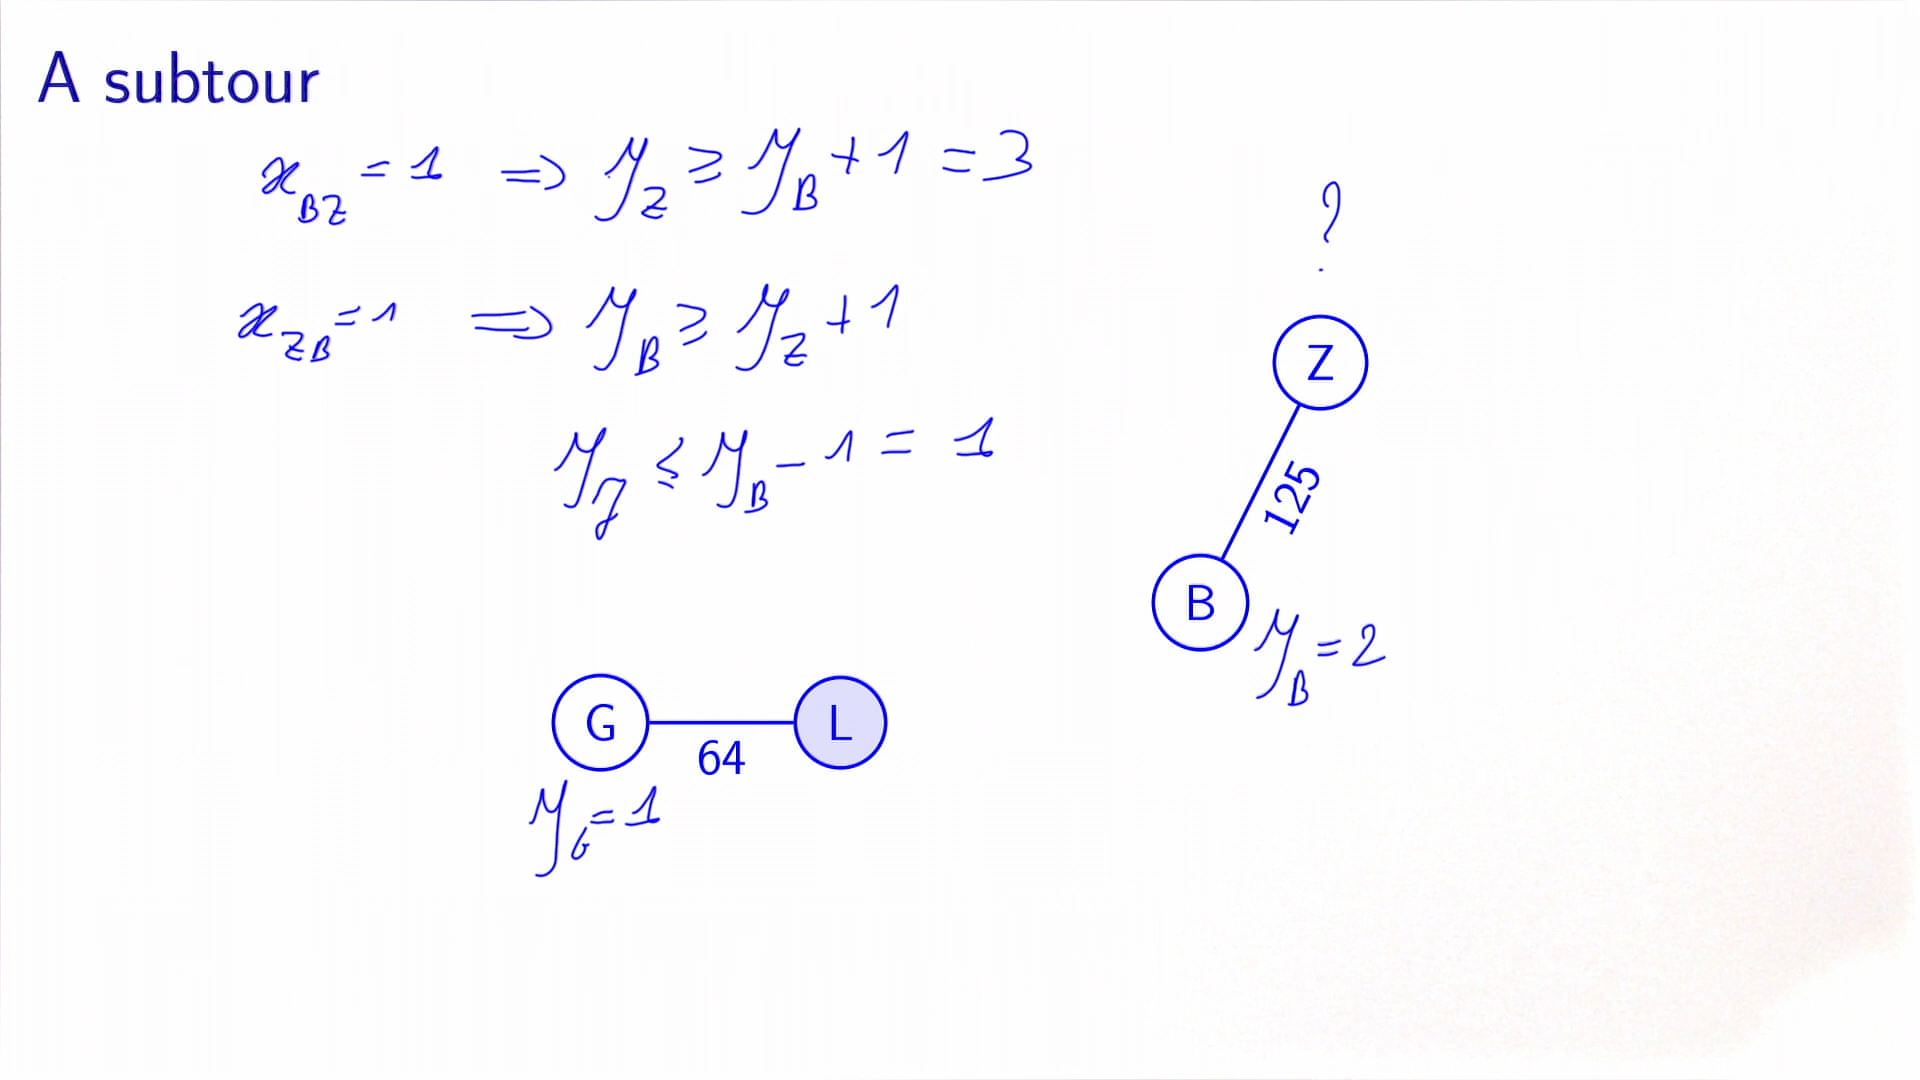 A subtour
x_BZ = 1 ⇒ y_Z ≥ y_B + 1 = 3
?
x_ZB = 1 ⇒ y_B ≥ y_Z + 1
Z
y_Z ≤ y_B - 1 = 1
125
B
y_B = 2
G
L
64
y_G = 1